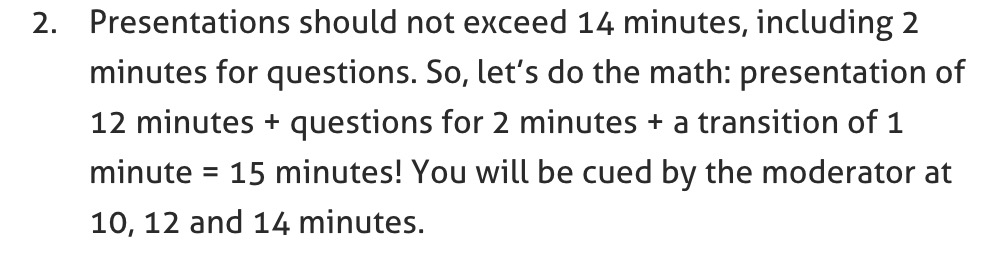 2. Presentations should not exceed 14 minutes, including 2
minutes for questions. So, let’s do the math: presentation of
12 minutes + questions for 2 minutes + a transition of 1
minute = 15 minutes! You will be cued by the moderator at
10, 12 and 14 minutes.